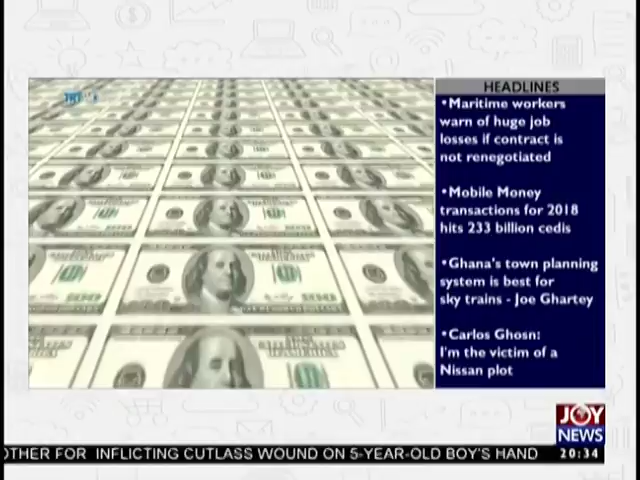 HEADLINES
•Maritime workers
warn of huge job
losses if contract is
not renegotiated
•Mobile Money
transactions for 2018
hits 233 billion cedis
•Ghana's town planning
system is best for
sky trains - Joe Ghartey
•Carlos Ghosn:
I'm the victim of a
Nissan plot
JOY
NEWS
OTHER FOR INFLICTING CUTLASS WOUND ON 5-YEAR-OLD BOY'S HAND
20:34